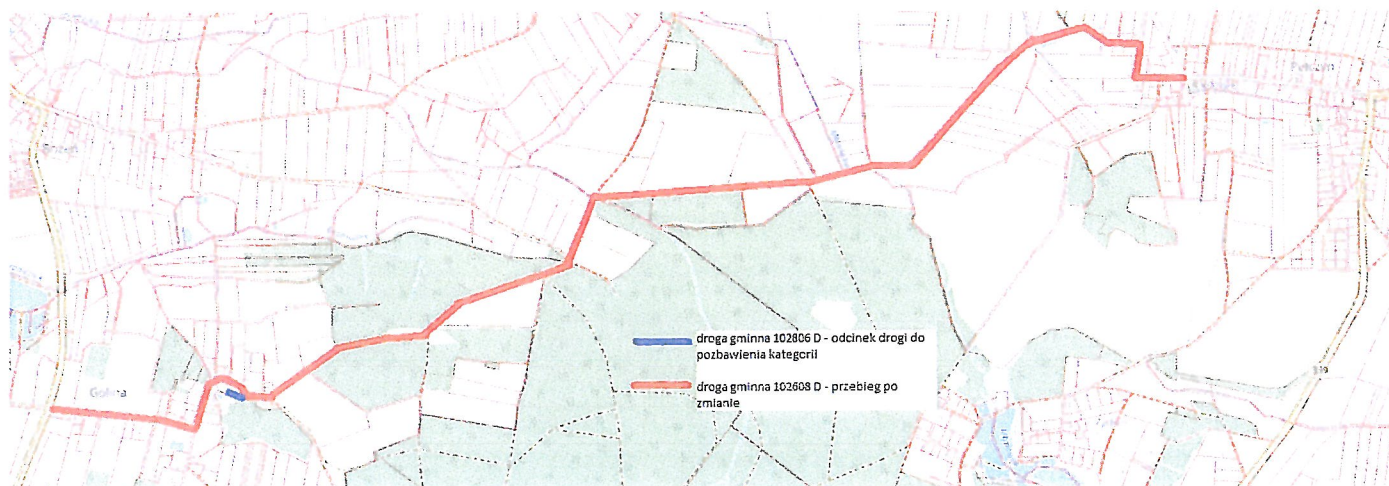 droga gminna 102806 D - odcinek drogi do
pozbawienia kategorii
droga gminna 102608 D - przebieg po
zmianie
Golina